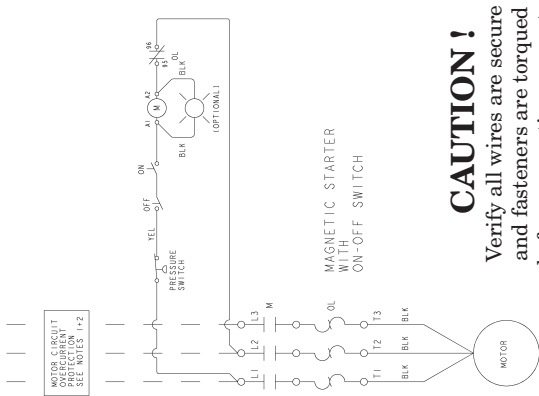 MOTOR CIRCUIT
OVERCURRENT
PROTECTION
SEE NOTES 1+2
L1
L2
L3
M
OL
T1
T2
T3
BLK
BLK
BLK
MOTOR
PRESSURE
SWITCH
YEL
OFF
ON
A1
M
A2
95
96
OL
BLK
BLK
(OPTIONAL)
MAGNETIC STARTER
WITH
ON-OFF SWITCH
CAUTION !
Verify all wires are secure
and fasteners are torqued